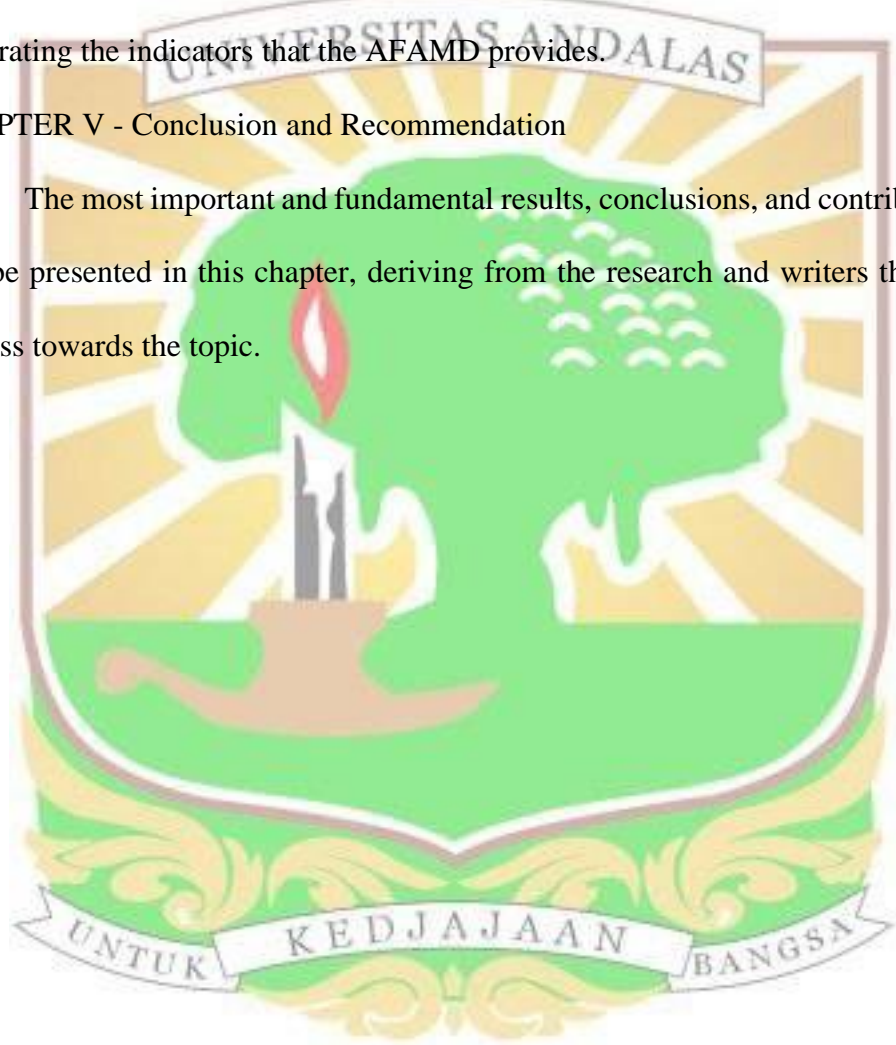 rating the indicators that the AFAMD provides.
UNIVERSITAS ANDALAS
PTER V - Conclusion and Recommendation
The most important and fundamental results, conclusions, and contrib
be presented in this chapter, deriving from the research and writers th
ss towards the topic.
UNTUK KEDJAJAAN BANGSA